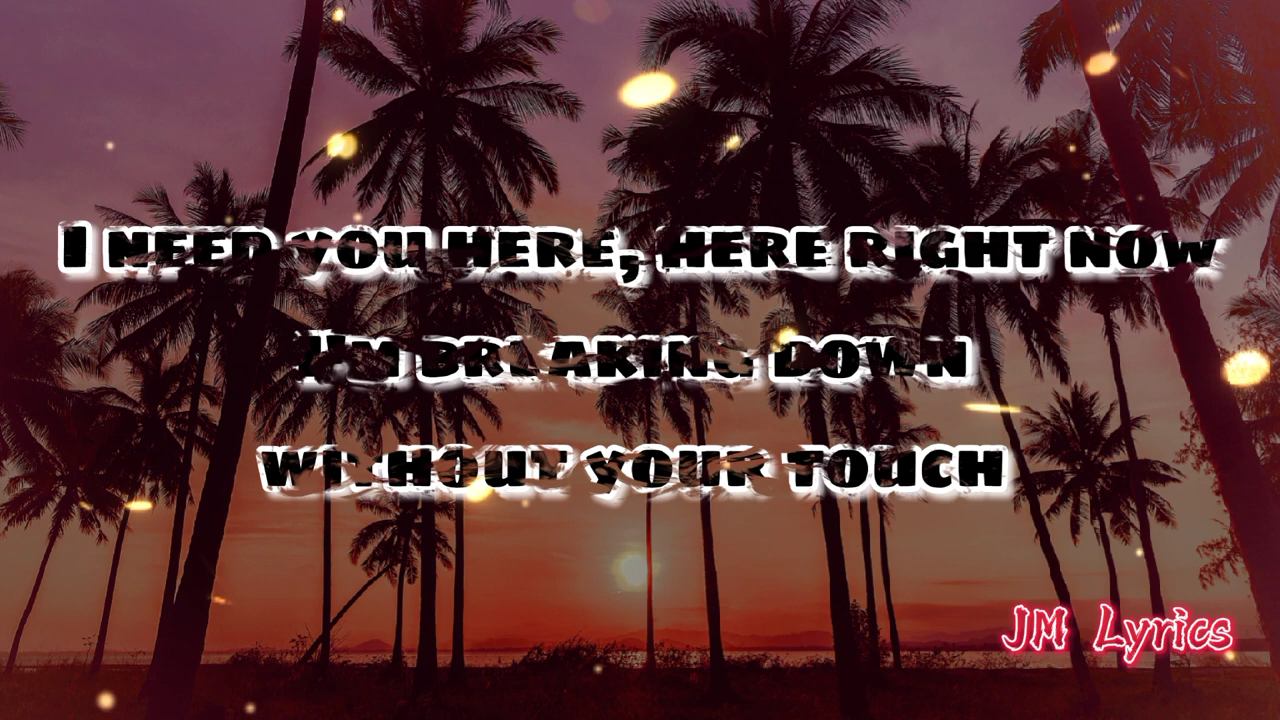 I NEED YOU HERE, HERE RIGHT NOW
I'M BREAKING DOWN
WITHOUT YOUR TOUCH
JM Lyrics